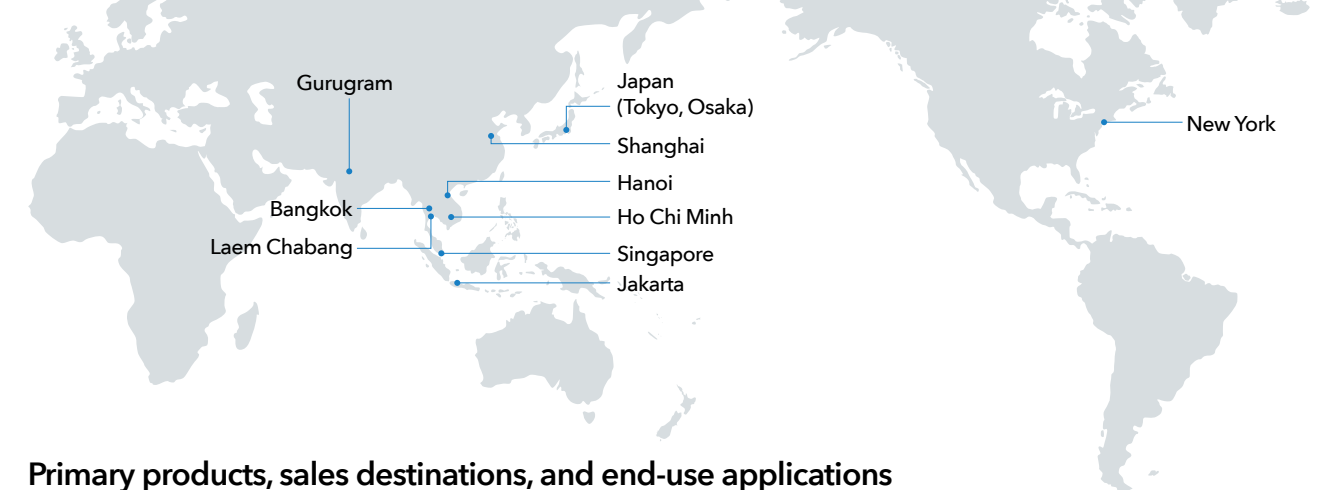 Gurugram
Japan
(Tokyo, Osaka)
New York
Shanghai
Hanoi
Bangkok
Ho Chi Minh
Laem Chabang
Singapore
Jakarta
Primary products, sales destinations, and end-use applications